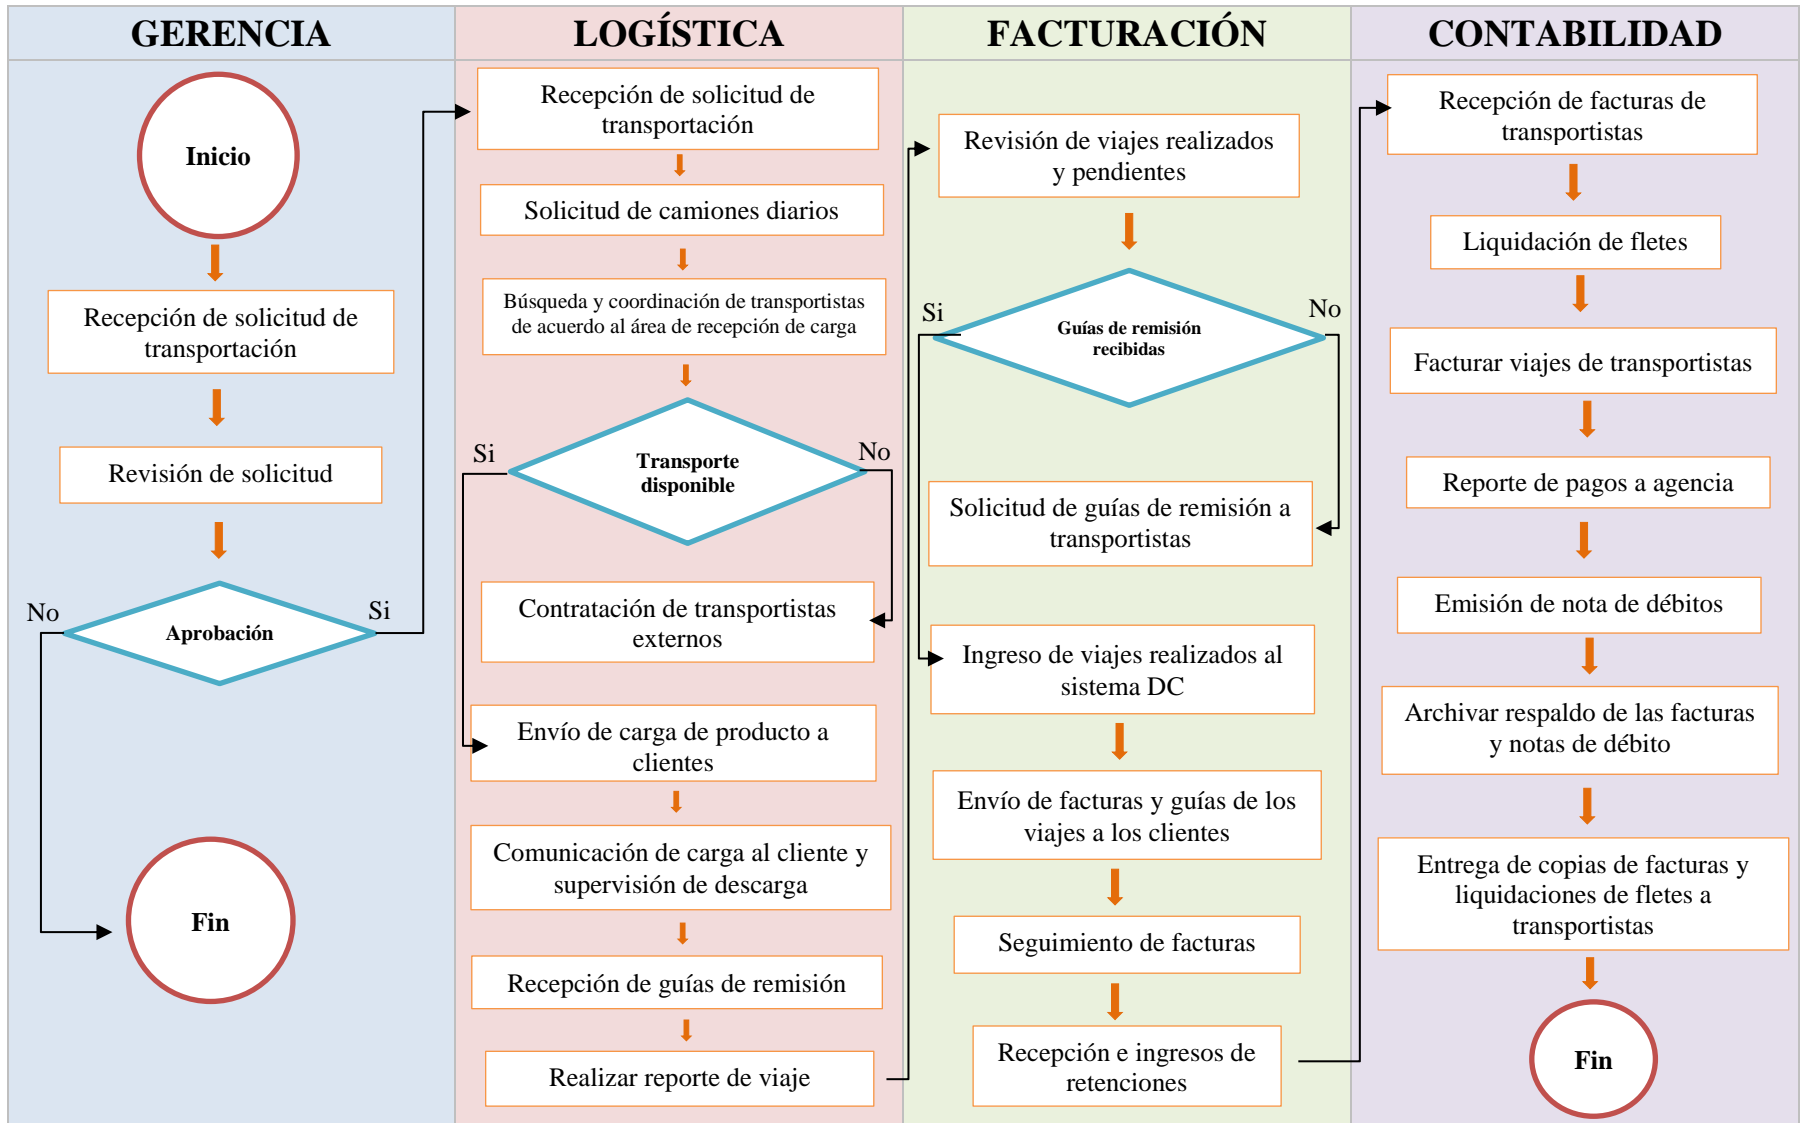 GERENCIA
Inicio
Recepción de solicitud de
transportación
Revisión de solicitud
No
Aprobación
Si
Fin
LOGÍSTICA
Recepción de solicitud de
transportación
Solicitud de camiones diarios
Búsqueda y coordinación de transportistas
de acuerdo al área de recepción de carga
Si
Transporte
disponible
No
Contratación de transportistas
externos
Envío de carga de producto a
clientes
Comunicación de carga al cliente y
supervisión de descarga
Recepción de guías de remisión
Realizar reporte de viaje
FACTURACIÓN
Revisión de viajes realizados
y pendientes
Si
Guías de remisión
recibidas
No
Solicitud de guías de remisión a
transportistas
Ingreso de viajes realizados al
sistema DC
Envío de facturas y guías de los
viajes a los clientes
Seguimiento de facturas
Recepción e ingresos de
retenciones
CONTABILIDAD
Recepción de facturas de
transportistas
Liquidación de fletes
Facturar viajes de transportistas
Reporte de pagos a agencia
Emisión de nota de débitos
Archivar respaldo de las facturas
y notas de débito
Entrega de copias de facturas y
liquidaciones de fletes a
transportistas
Fin